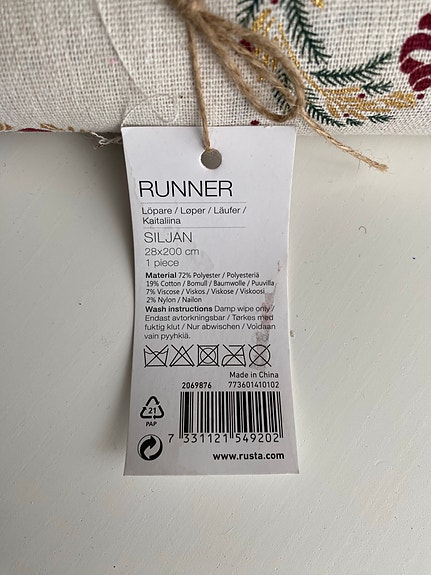 RUNNER
Löpare / Løper / Läufer /
Kaitaliina
SILJAN
28x200 cm
1 piece
Material 72% Polyester / Polyesteriä
19% Cotton / Bomull / Baumwolle / Puuvilla
7% Viscose / Viskos / Viskose / Viskoosi
2% Nylon / Nailon
Wash instructions Damp wipe only /
Endast avtorkningsbar / Tørkes med
fuktig klut / Nur abwischen / Voidaan
vain pyyhkiä.
Made in China
2069876 773601410102
21
PAP
7 331121 549202
www.rusta.com